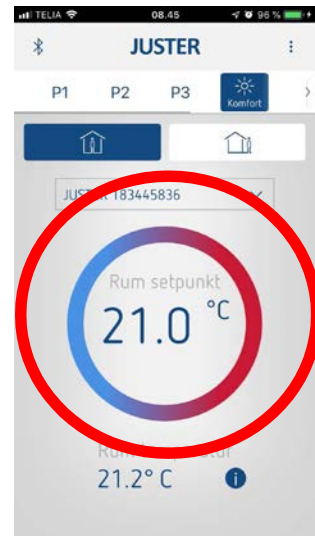 TELIA 08.45 96 %
JUSTER
P1 P2 P3 Komfort
183445836
Rum setpunkt
21.0 °C
21.2° C